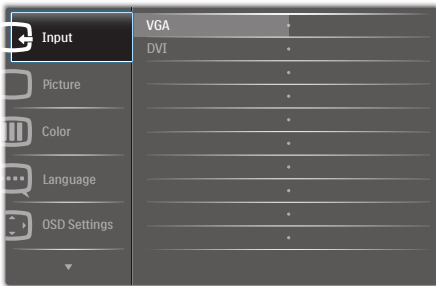 Input
VGA
DVI
Picture
Color
Language
OSD Settings